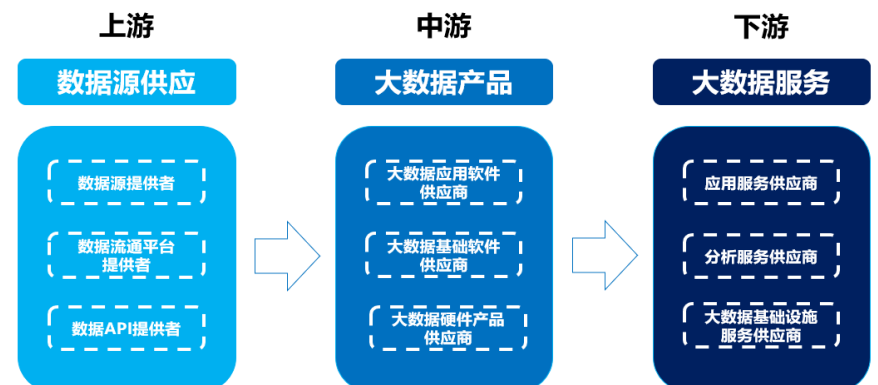 上游
中游
下游
数据源供应
大数据产品
大数据服务
数据源提供者
数据流通平台
提供者
数据API提供者
大数据应用软件
供应商
大数据基础软件
供应商
大数据硬件产品
供应商
应用服务供应商
分析服务供应商
大数据基础设施
服务供应商